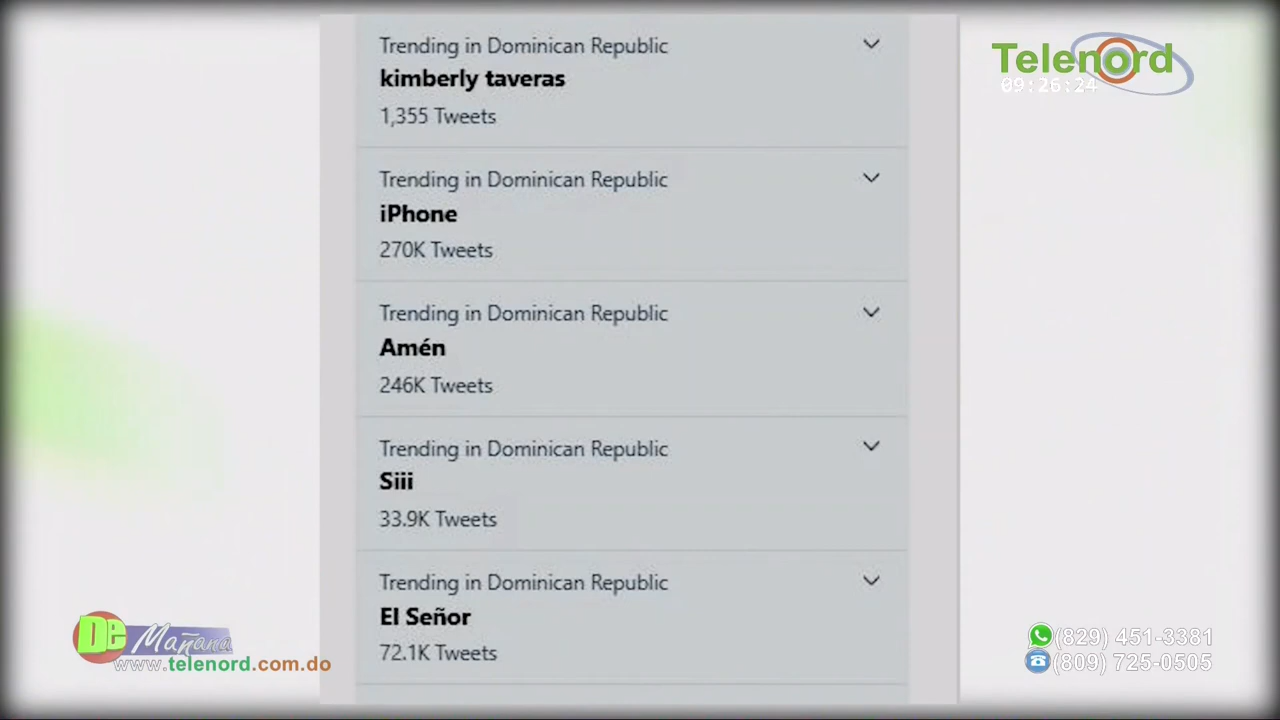 Trending in Dominican Republic
kimberly taveras
1,355 Tweets
Trending in Dominican Republic
iPhone
270K Tweets
Trending in Dominican Republic
Amén
246K Tweets
Trending in Dominican Republic
Siii
33.9K Tweets
Trending in Dominican Republic
El Señor
72.1K Tweets
Telenord
09:26:24
De Mañana
www.telenord.com.do
(829) 451-3381
(809) 725-0505